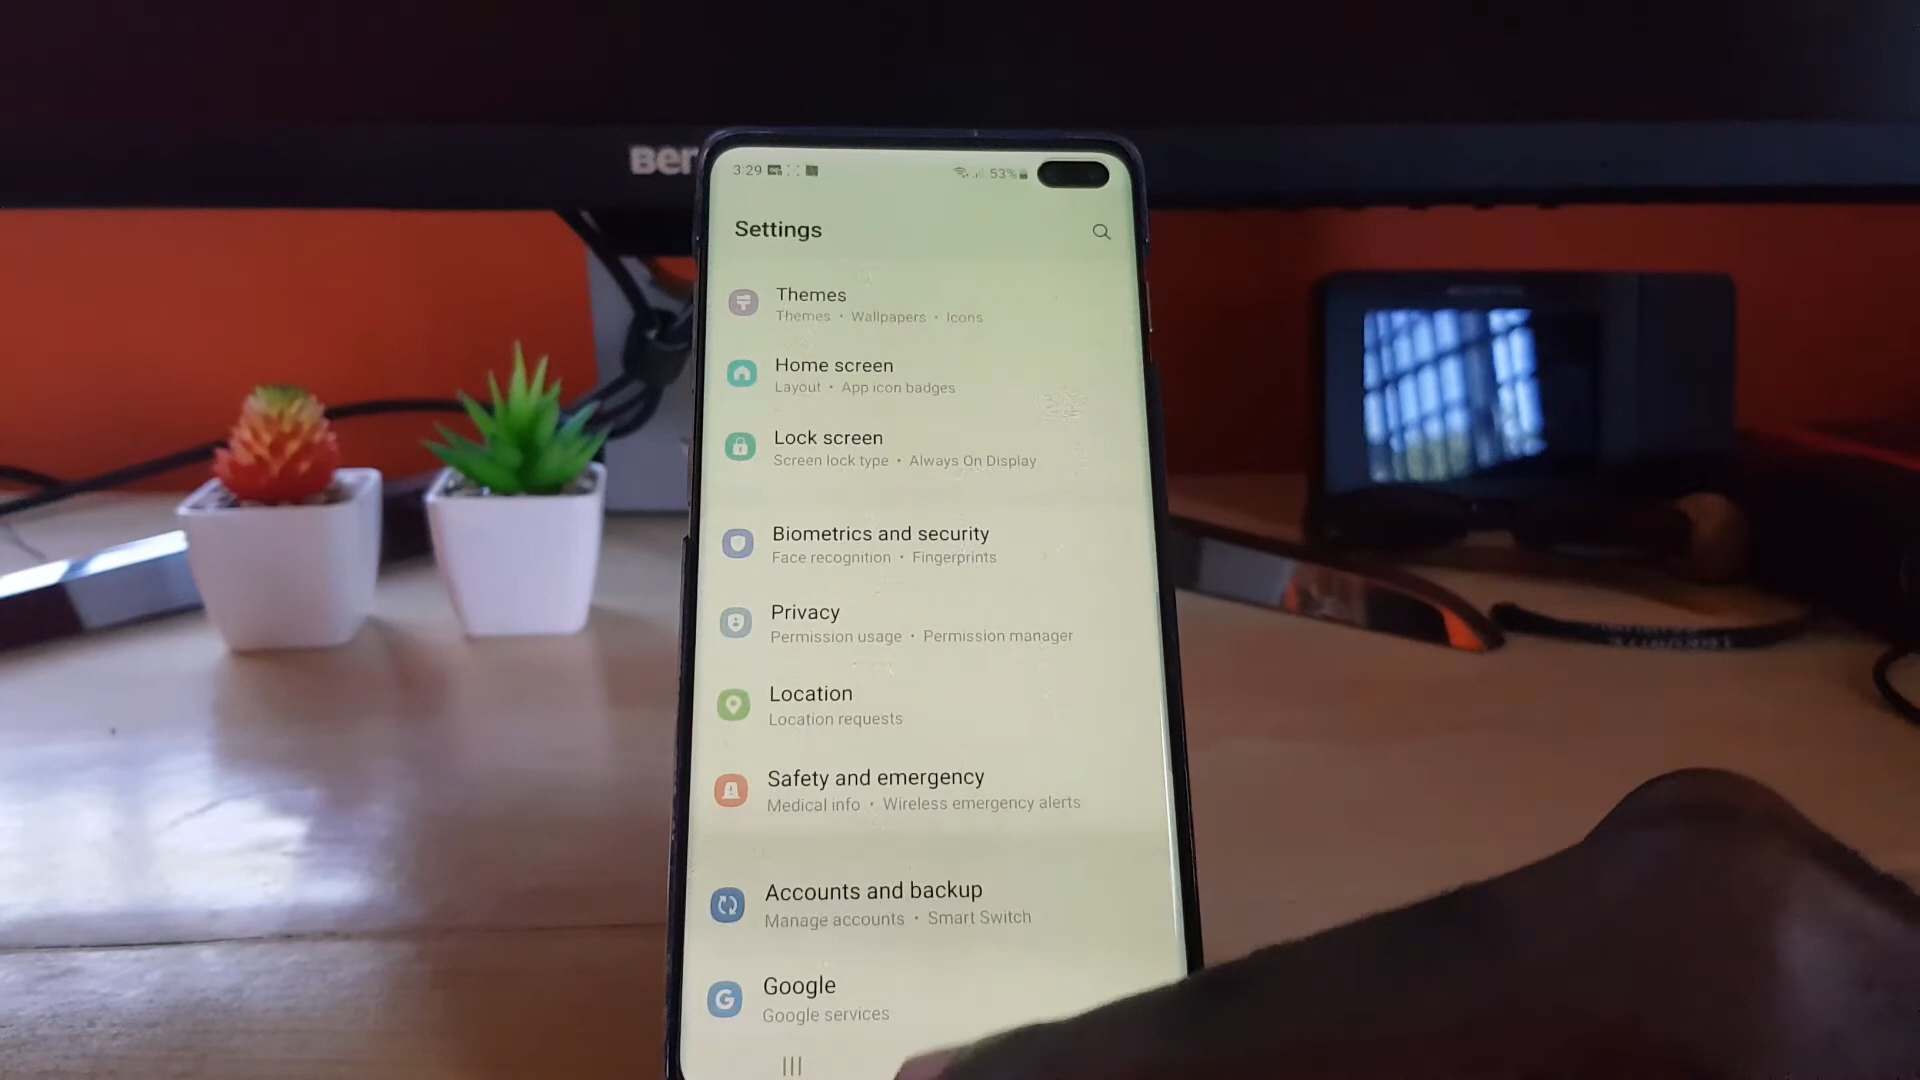 Ben
3:29
53%
Settings
Themes
Themes • Wallpapers • Icons
Home screen
Layout • App icon badges
Lock screen
Screen lock type • Always On Display
Biometrics and security
Face recognition • Fingerprints
Privacy
Permission usage • Permission manager
Location
Location requests
Safety and emergency
Medical info • Wireless emergency alerts
Accounts and backup
Manage accounts • Smart Switch
Google
Google services